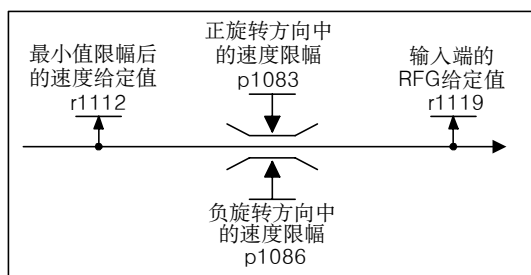 最小值限幅后
的速度给定值
r1112
正旋转方向中
的速度限幅
p1083
输入端的
RFG给定值
r1119
负旋转方向中
的速度限幅
p1086